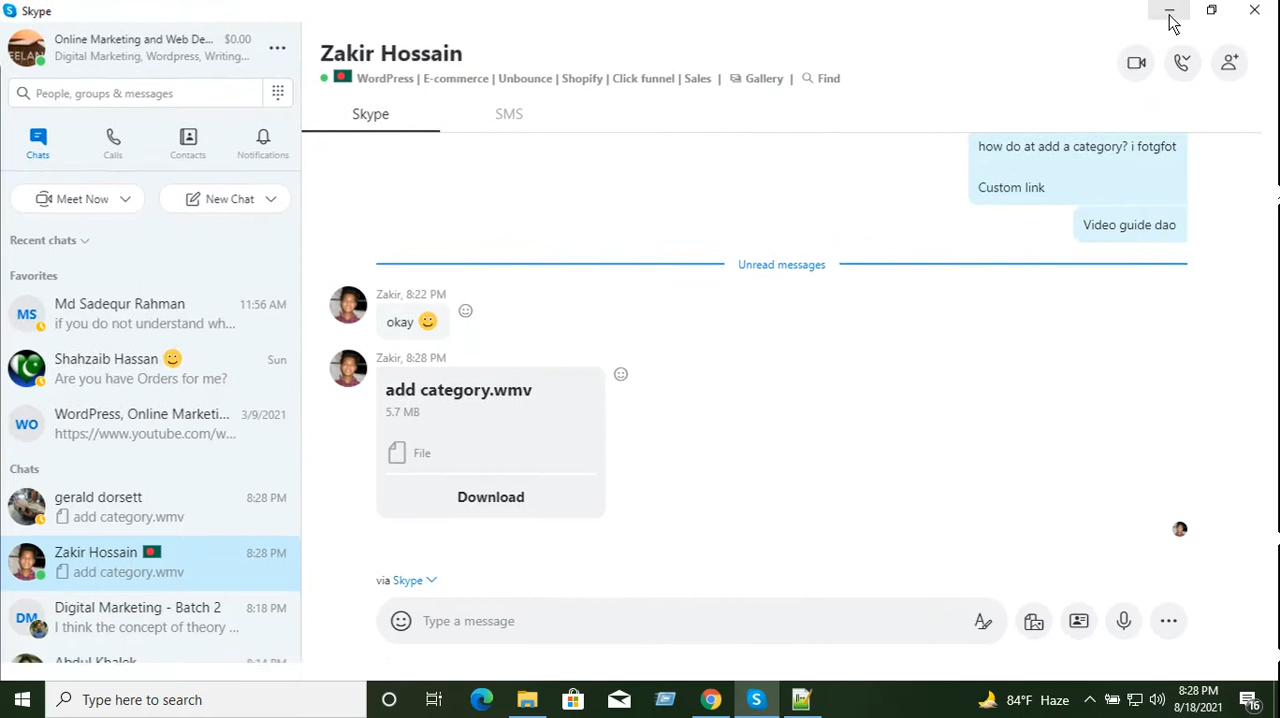 Skype
Online Marketing and Web De... $0.00
Digital Marketing, Wordpress, Writing...
People, groups & messages
Chats
Calls
Contacts
Notifications
Meet Now
New Chat
Recent chats
Favorites
MS
Md Sadequr Rahman 11:56 AM
if you do not understand wh...
Shahzaib Hassan Sun
Are you have Orders for me?
WO
WordPress, Online Marketi... 3/9/2021
https://www.youtube.com/w...
Chats
gerald dorsett 8:28 PM
add category.wmv
Zakir Hossain 8:28 PM
add category.wmv
DM
Digital Marketing - Batch 2 8:18 PM
I think the concept of theory ...
Abdul Khalek 8:14 PM
Zakir Hossain
WordPress | E-commerce | Unbounce | Shopify | Click funnel | Sales | Gallery | Find
Skype
SMS
how do at add a category? i fotgfot
Custom link
Video guide dao
Unread messages
Zakir, 8:22 PM
okay
Zakir, 8:28 PM
add category.wmv
5.7 MB
File
Download
via Skype
Type a message
Type here to search
84°F Haze
8:28 PM
8/18/2021
16